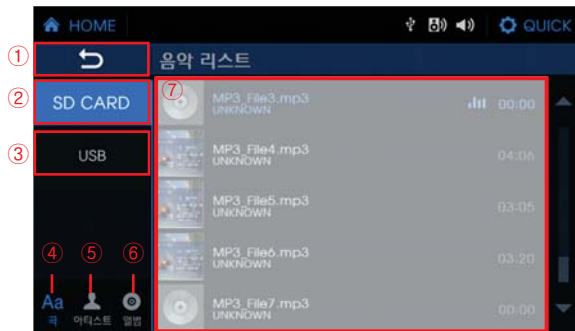 HOME
QUICK
①
음악 리스트
② SD CARD
③ USB
⑦
MP3_File3.mp3
UNKNOWN
00:00
MP3_File4.mp3
UNKNOWN
04:06
MP3_File5.mp3
UNKNOWN
03:05
MP3_File6.mp3
UNKNOWN
03:20
MP3_File7.mp3
UNKNOWN
00:00
④ ⑤ ⑥
Aa
곡 아티스트 앨범